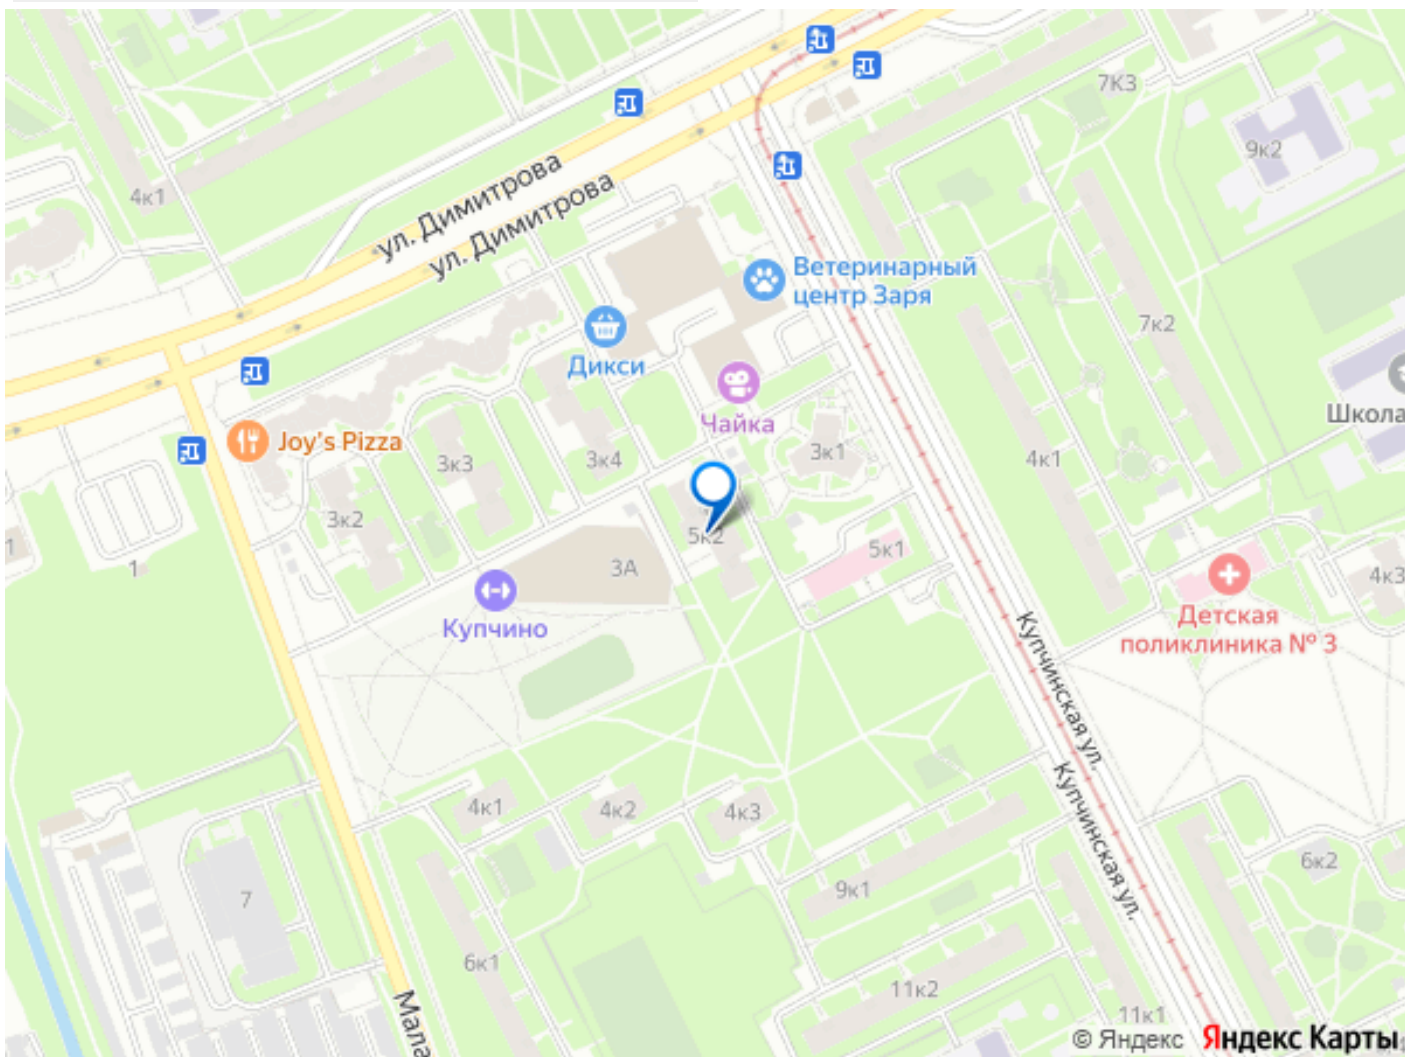 7К3
9к2
4к1
ул. Димитрова
ул. Димитрова
Ветеринарный
центр Заря
7к2
Дикси
Чайка
Школа
Joy's Pizza
3к3
3к4
3к1
4к1
3к2
5к2
5к1
1
1
3А
4к3
Купчино
Детская
поликлиника № 3
Купчинская ул.
Купчинская ул.
4к1
4к2
4к3
6к2
7
9к1
6к1
11к2
Мала
11к1
© Яндекс
Яндекс Карты